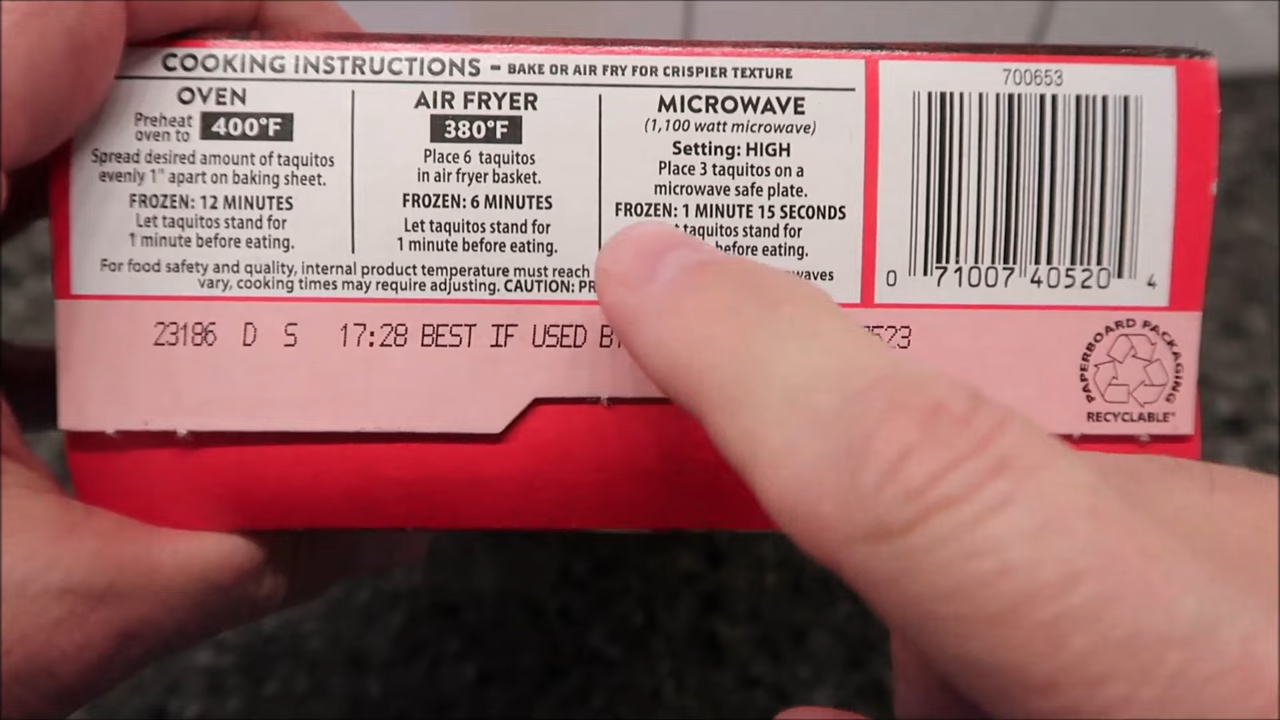 COOKING INSTRUCTIONS - BAKE OR AIR FRY FOR CRISPIER TEXTURE
OVEN
Preheat
oven to 400°F
Spread desired amount of taquitos
evenly 1" apart on baking sheet.
FROZEN: 12 MINUTES
Let taquitos stand for
1 minute before eating.
AIR FRYER
380°F
Place 6 taquitos
in air fryer basket.
FROZEN: 6 MINUTES
Let taquitos stand for
1 minute before eating.
MICROWAVE
(1,100 watt microwave)
Setting: HIGH
Place 3 taquitos on a
microwave safe plate.
FROZEN: 1 MINUTE 15 SECONDS
taquitos stand for
before eating.
For food safety and quality, internal product temperature must reach
vary, cooking times may require adjusting. CAUTION:
700653
0 71007 40520 4
23186 D S 17:28 BEST IF USED
PAPERBOARD PACKAGING
RECYCLABLE*